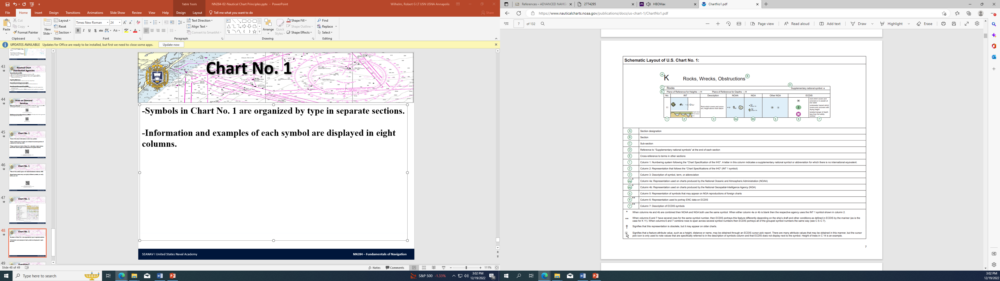 Table Tools
NN284-02-Nautical Chart Principles.pptx - PowerPoint
Wilhelm, Robert G LT USN USNA Annapolis
File Home Insert Design Transitions Animations Slide Show Review View Help Design Layout Tell me what you want to do Share
Paste
Cut
Copy
Format Painter
Clipboard
New Slide
Layout
Reset
Section
Slides
Times New Roman 24
Font
Text Direction
Align Text
Convert to SmartArt
Paragraph
Arrange
Quick Styles
Shape Fill
Shape Outline
Shape Effects
Drawing
Find
Replace
Select
Editing
UPDATES AVAILABLE Updates for Office are ready to be installed, but first we need to close some apps. Update now
43
Nautical Chart
Distribution Agencies
44
Print on Demand
Services
45
Chart No. 1
46
Chart No. 1
47
Chart No. 1
48
Chart No. 1
49
Questions?
Chart No. 1
-Symbols in Chart No. 1 are organized by type in separate sections.
-Information and examples of each symbol are displayed in eight
columns.
SEANAV I United States Naval Academy
NN284 – Fundamentals of Navigation
Slide 48 of 49
Notes Comments 111%
Type here to search
S&P 500 -1.33%
3:02 PM
12/19/2022
18
References – ADVANCED NAVIGA
2774295
HBOMax
ChartNo1.pdf
https://www.nauticalcharts.noaa.gov/publications/docs/us-chart-1/ChartNo1.pdf
7 of 132
Page view Read aloud Add text Draw Highlight Erase
Schematic Layout of U.S. Chart No. 1:
A K Rocks, Wrecks, Obstructions B
C Rocks D Supplementary national symbol: a
E Plane of Reference for Heights → H Plane of Reference for Depths → H
No. INT Description NOAA NGA Other NGA ECDIS
11
Rock which covers and uncov-
ers, height above chart datum
4
rock which covers and
uncovers or is awash at
low water
underwater hazard which
covers and uncovers with
drying height
isolated danger of depth
less than the safety
contour
1 2 3 4a 4b 5 6 7
A Section designation
B Section
C Sub-section
D Reference to "Supplementary national symbols" at the end of each section
E Cross-reference to terms in other sections
1 Column 1: Numbering system following the "Chart Specification of the IHO". A letter in this column indicates a supplementary national symbol or abbreviation for which there is no international equivalent.
2 Column 2: Representation that follows the "Chart Specifications of the IHO" (INT 1 symbol)
3 Column 3: Description of symbol, term, or abbreviation
4a * Column 4a: Representation used on charts produced by the National Oceanic and Atmospheric Administration (NOAA)
4b * Column 4b: Representation used on charts produced by the National Geospatial-Intelligence Agency (NGA)
5 Column 5: Representation of symbols that may appear on NGA reproductions of foreign charts
6 ** Column 6: Representation used to portray ENC data on ECDIS
7 ** Column 7: Description of ECDIS symbols
* When columns 4a and 4b are combined then NOAA and NGA both use the same symbol. When either column 4a or 4b is blank then the respective agency uses the INT 1 symbol shown in column 2.
** When columns 6 and 7 have several rows for the same symbol number, then ECDIS portrays this feature differently depending on the ship's draft and other conditions as defined in ECDIS by the mariner (as is the
case for K 11). When columns 6 and 7 combine rows to span across several symbol numbers then ECDIS portrays all of the grouped symbol numbers the same way (see C 5–C 7).
† Signifies that this representation is obsolete, but it may appear on older charts.
Signifies that a feature attribute value, such as a height, distance or name, may be obtained through an ECDIS cursor pick report. There are many attribute values that may be obtained in this manner, but the cursor
pick icon is only used to note values that are specifically referred to in the description of symbols column and that ECDIS does not display next to the symbol. Height of trees in C 14 is an example.
7
3:02 PM
12/19/2022